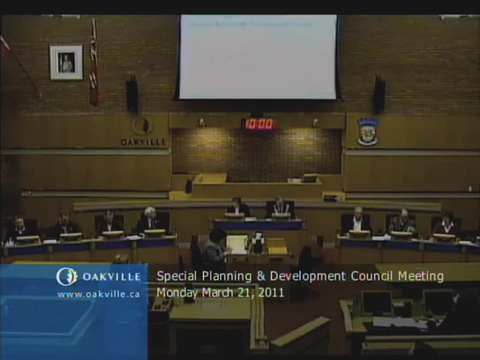 10:00
OAKVILLE
OAKVILLE
www.oakville.ca
Special Planning & Development Council Meeting
Monday March 21, 2011